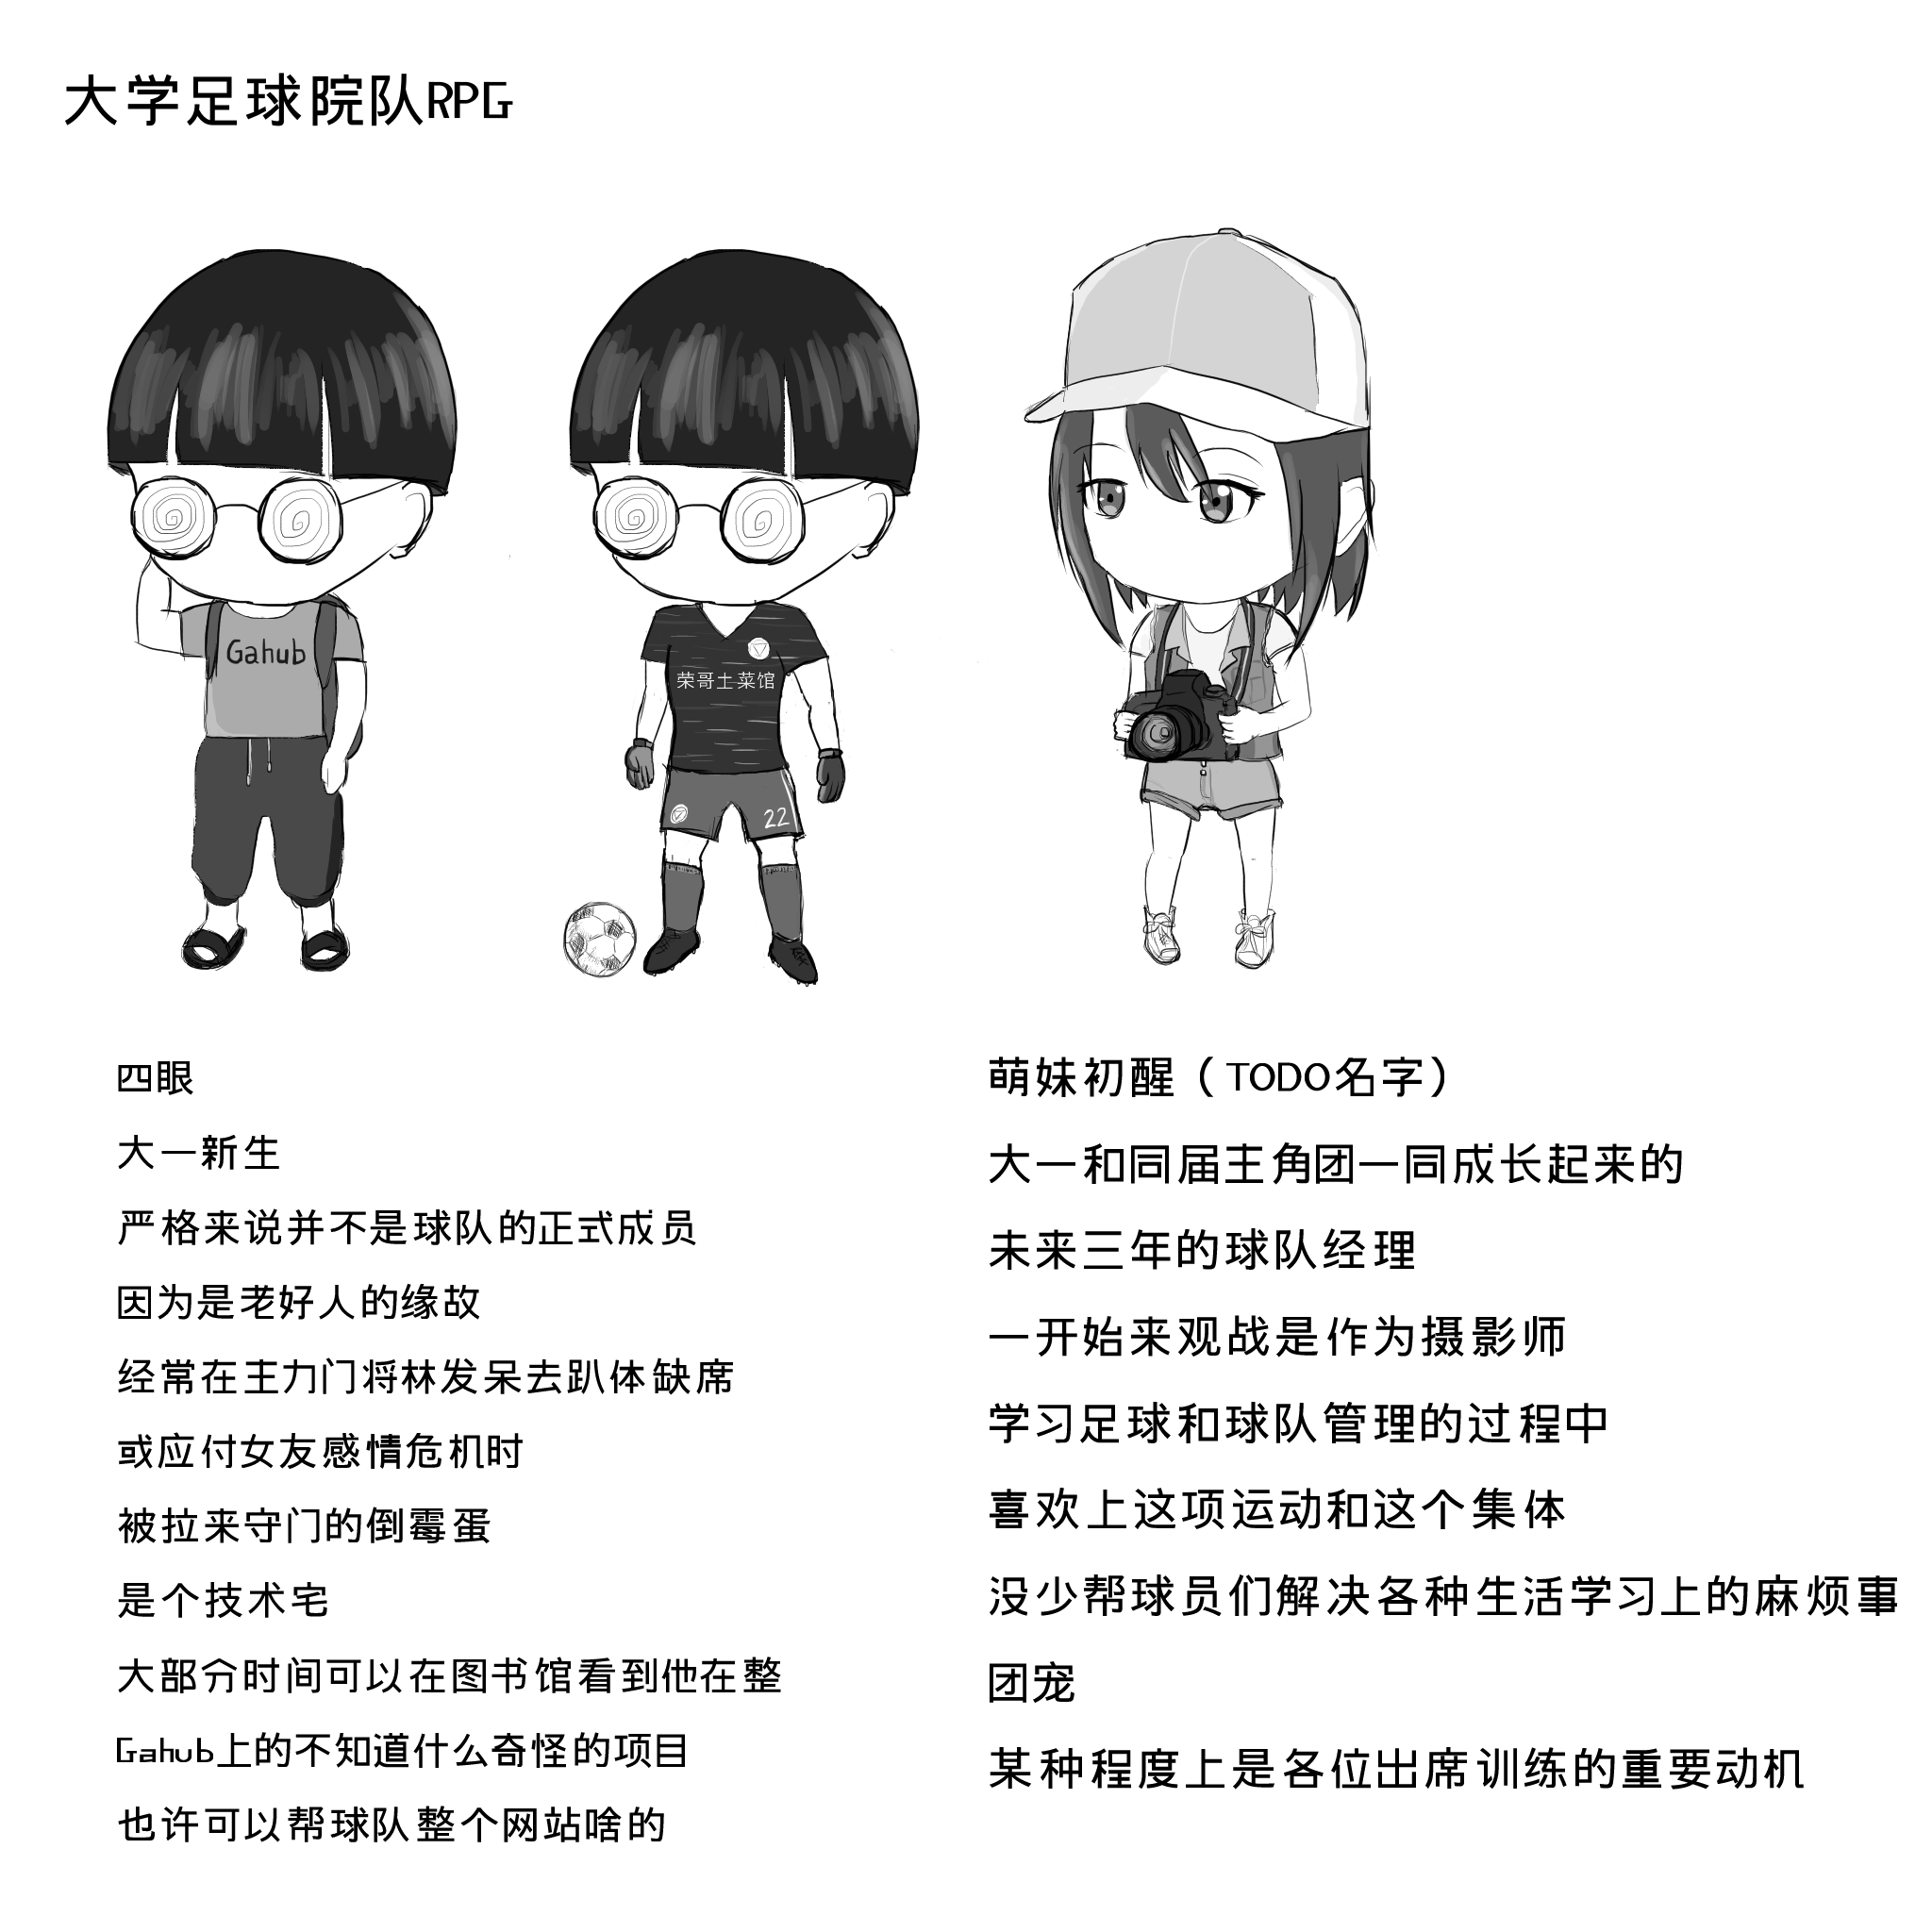 大学足球院队RPG
Gahub
荣哥土菜馆
22
四眼
大一新生
严格来说并不是球队的正式成员
因为是老好人的缘故
经常在主力门将林发呆去趴体缺席
或应付女友感情危机时
被拉来守门的倒霉蛋
是个技术宅
大部分时间可以在图书馆看到他在整
Gahub上的不知道什么奇怪的项目
也许可以帮球队整个网站啥的
萌妹初醒（TODO名字）
大一和同届主角团一同成长起来的
未来三年的球队经理
一开始来观战是作为摄影师
学习足球和球队管理的过程中
喜欢上这项运动和这个集体
没少帮球员们解决各种生活学习上的麻烦事
团宠
某种程度上是各位出席训练的重要动机